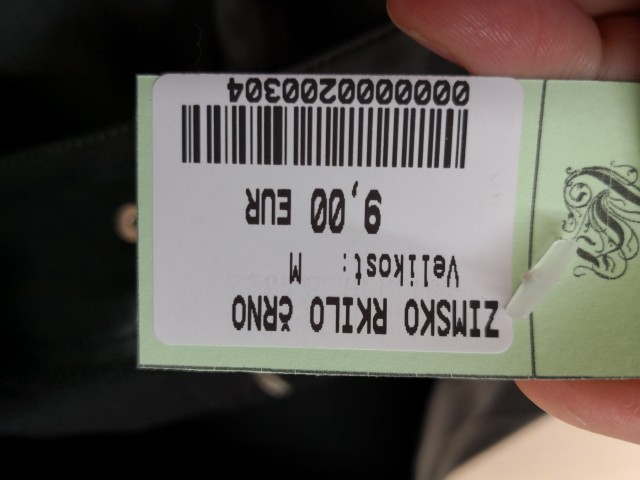 ZIMSKO RKILO ČRNO
Velikost: M
9,00 EUR
0000000200304